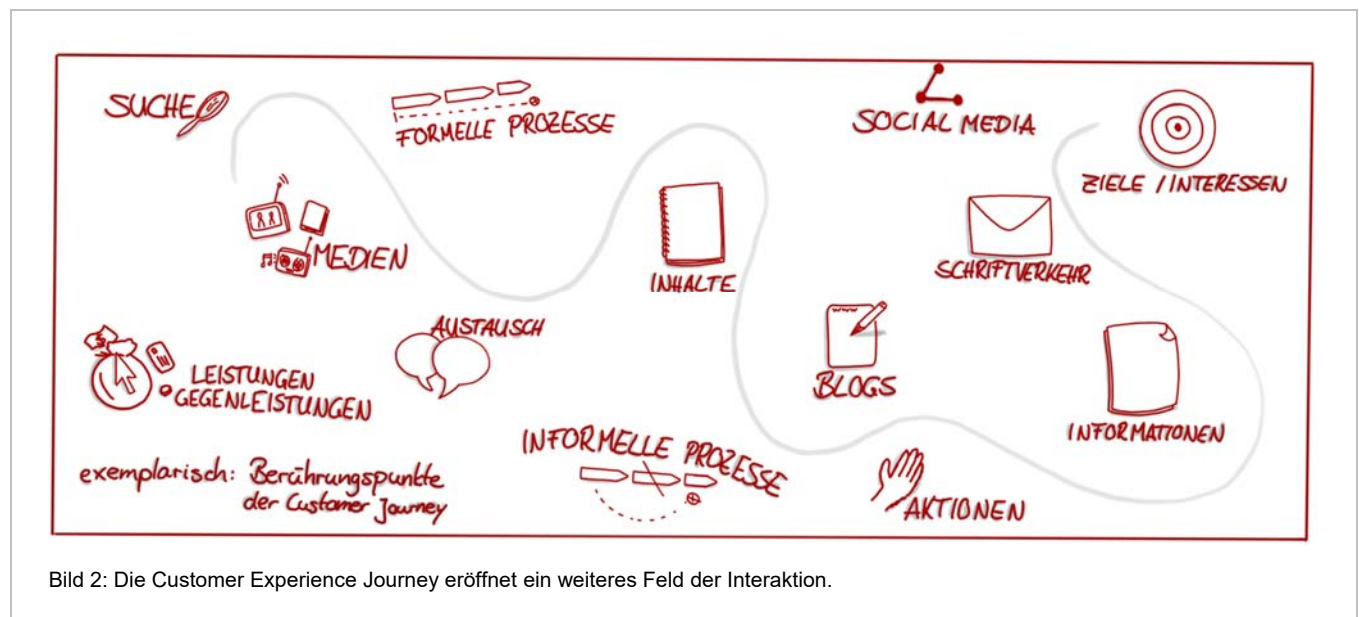 SUCHE
FORMELLE PROZESSE
SOCIAL MEDIA
ZIELE / INTERESSEN
MEDIEN
INHALTE
SCHRIFTVERKEHR
AUSTAUSCH
LEISTUNGEN
GEGENLEISTUNGEN
BLOGS
INFORMATIONEN
INFORMELLE PROZESSE
AKTIONEN
exemplarisch: Berührungspunkte
der Customer Journey
Bild 2: Die Customer Experience Journey eröffnet ein weiteres Feld der Interaktion.